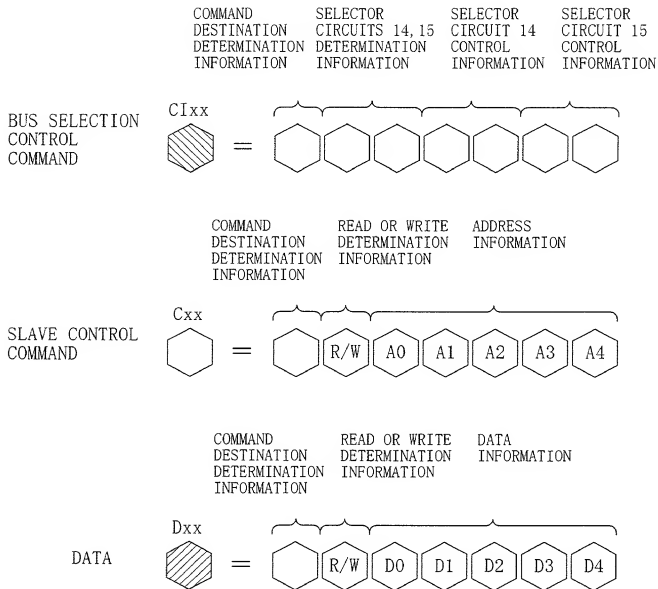 COMMAND DESTINATION DETERMINATION INFORMATION
SELECTOR CIRCUITS 14,15 DETERMINATION INFORMATION
SELECTOR CIRCUIT 14 CONTROL INFORMATION
SELECTOR CIRCUIT 15 CONTROL INFORMATION
BUS SELECTION CONTROL COMMAND
CIxx
=
COMMAND DESTINATION DETERMINATION INFORMATION
READ OR WRITE DETERMINATION INFORMATION
ADDRESS INFORMATION
SLAVE CONTROL COMMAND
Cxx
= R/W A0 A1 A2 A3 A4
COMMAND DESTINATION DETERMINATION INFORMATION
READ OR WRITE DETERMINATION INFORMATION
DATA INFORMATION
DATA
Dxx
= R/W D0 D1 D2 D3 D4